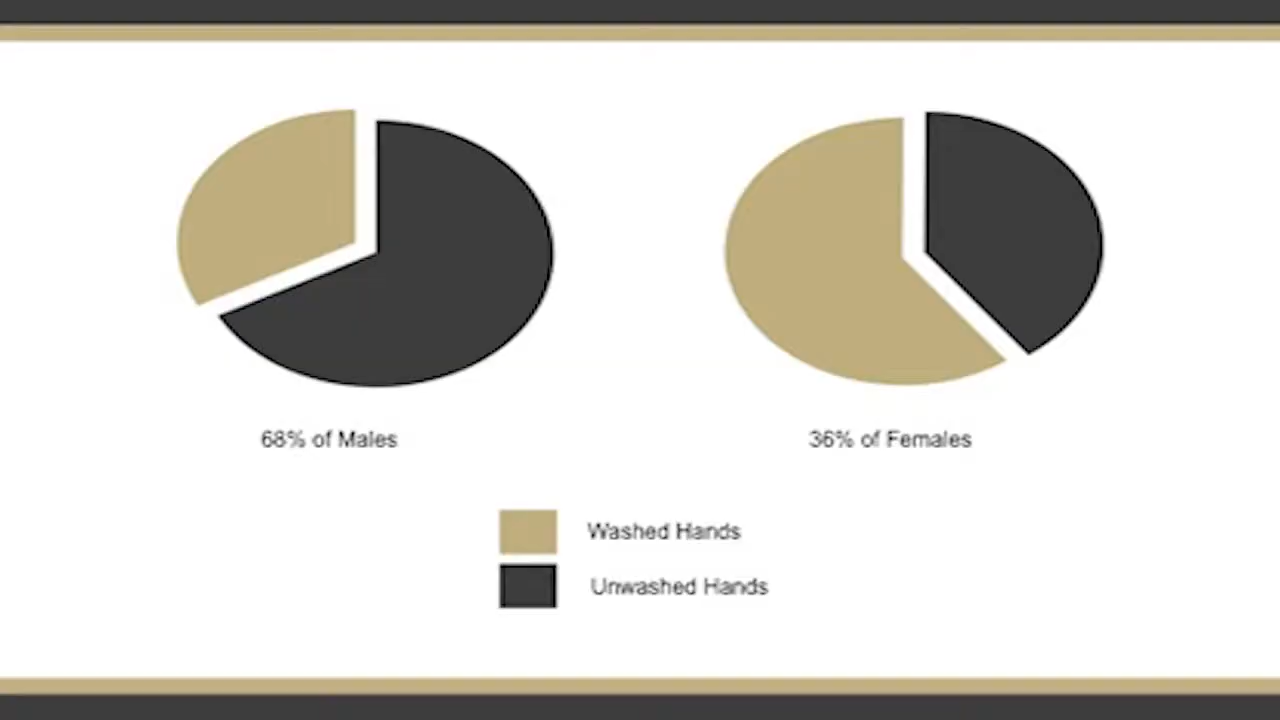 68% of Males
36% of Females
Washed Hands
Unwashed Hands